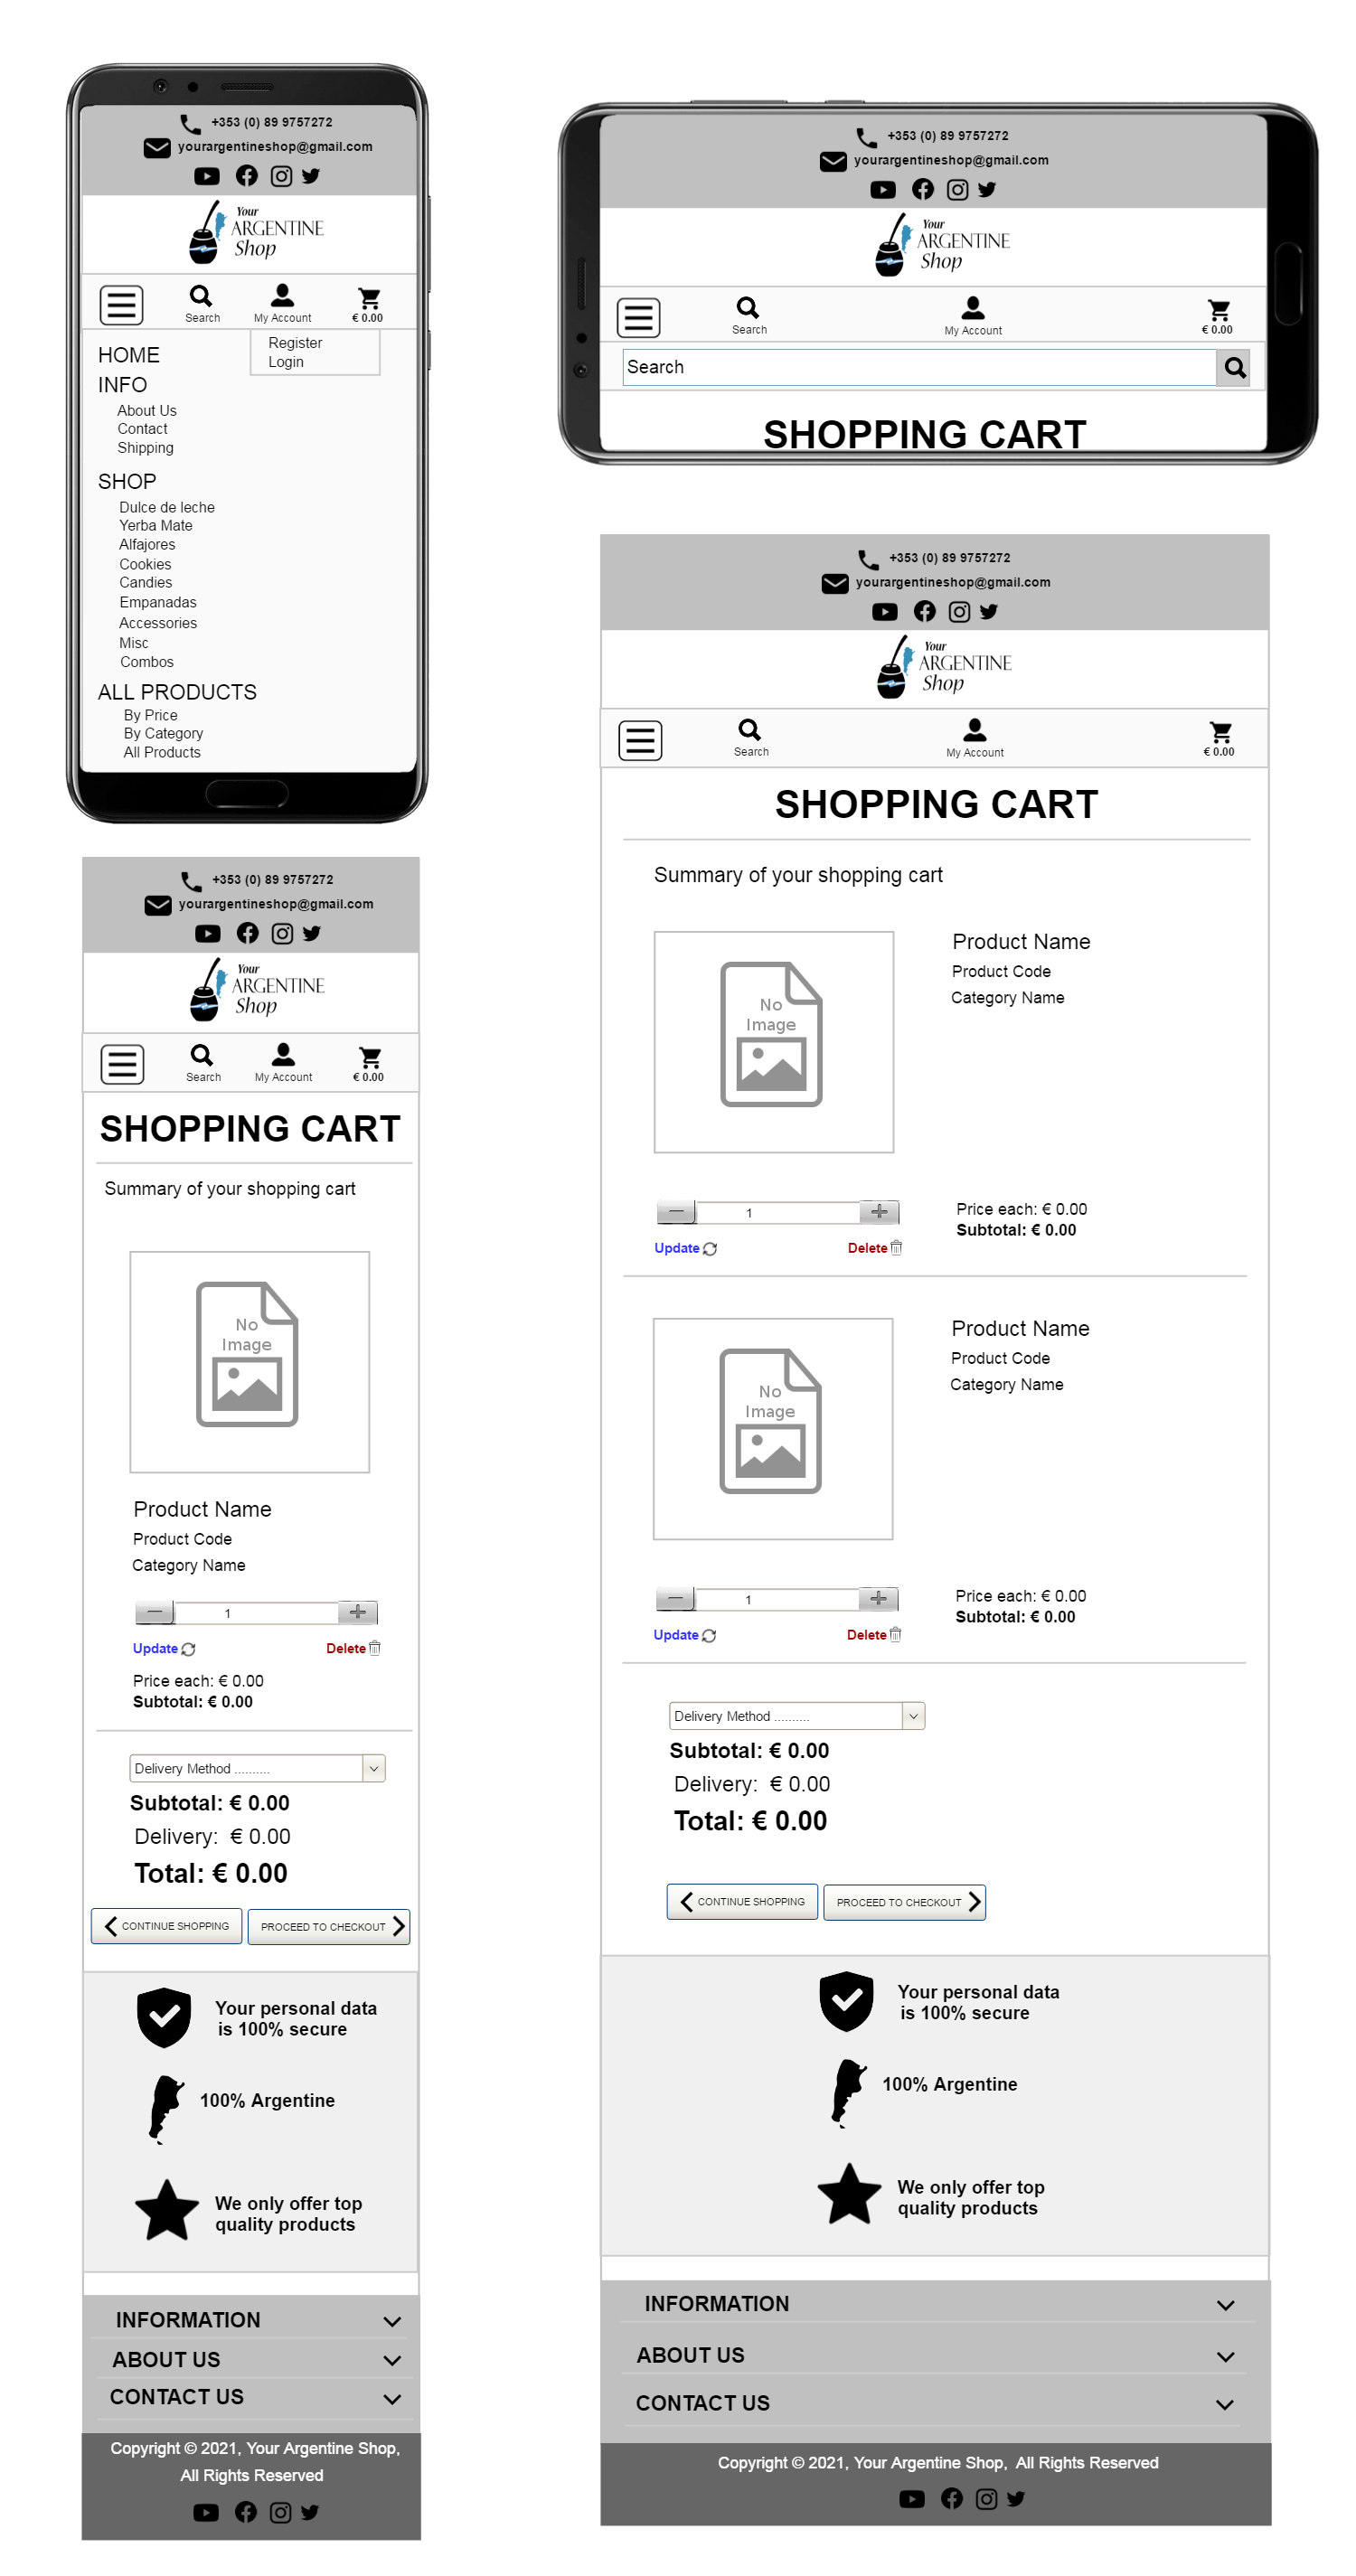 +353 (0) 89 9757272
yourargentineshop@gmail.com
Your
ARGENTINE
Shop
Search
My Account
€ 0.00
Register
Login
HOME
INFO
About Us
Contact
Shipping
SHOP
Dulce de leche
Yerba Mate
Alfajores
Cookies
Candies
Empanadas
Accessories
Misc
Combos
ALL PRODUCTS
By Price
By Category
All Products
+353 (0) 89 9757272
yourargentineshop@gmail.com
Your
ARGENTINE
Shop
Search
My Account
€ 0.00
SHOPPING CART
Summary of your shopping cart
No
Image
Product Name
Product Code
Category Name
1
Update
Delete
Price each: € 0.00
Subtotal: € 0.00
Delivery Method ..........
Subtotal: € 0.00
Delivery: € 0.00
Total: € 0.00
CONTINUE SHOPPING
PROCEED TO CHECKOUT
Your personal data
is 100% secure
100% Argentine
We only offer top
quality products
INFORMATION
ABOUT US
CONTACT US
Copyright © 2021, Your Argentine Shop,
All Rights Reserved
+353 (0) 89 9757272
yourargentineshop@gmail.com
Your
ARGENTINE
Shop
Search
My Account
€ 0.00
Search
SHOPPING CART
+353 (0) 89 9757272
yourargentineshop@gmail.com
Your
ARGENTINE
Shop
Search
My Account
€ 0.00
SHOPPING CART
Summary of your shopping cart
No
Image
Product Name
Product Code
Category Name
1
Update
Delete
Price each: € 0.00
Subtotal: € 0.00
No
Image
Product Name
Product Code
Category Name
1
Update
Delete
Price each: € 0.00
Subtotal: € 0.00
Delivery Method ..........
Subtotal: € 0.00
Delivery: € 0.00
Total: € 0.00
CONTINUE SHOPPING
PROCEED TO CHECKOUT
Your personal data
is 100% secure
100% Argentine
We only offer top
quality products
INFORMATION
ABOUT US
CONTACT US
Copyright © 2021, Your Argentine Shop, All Rights Reserved